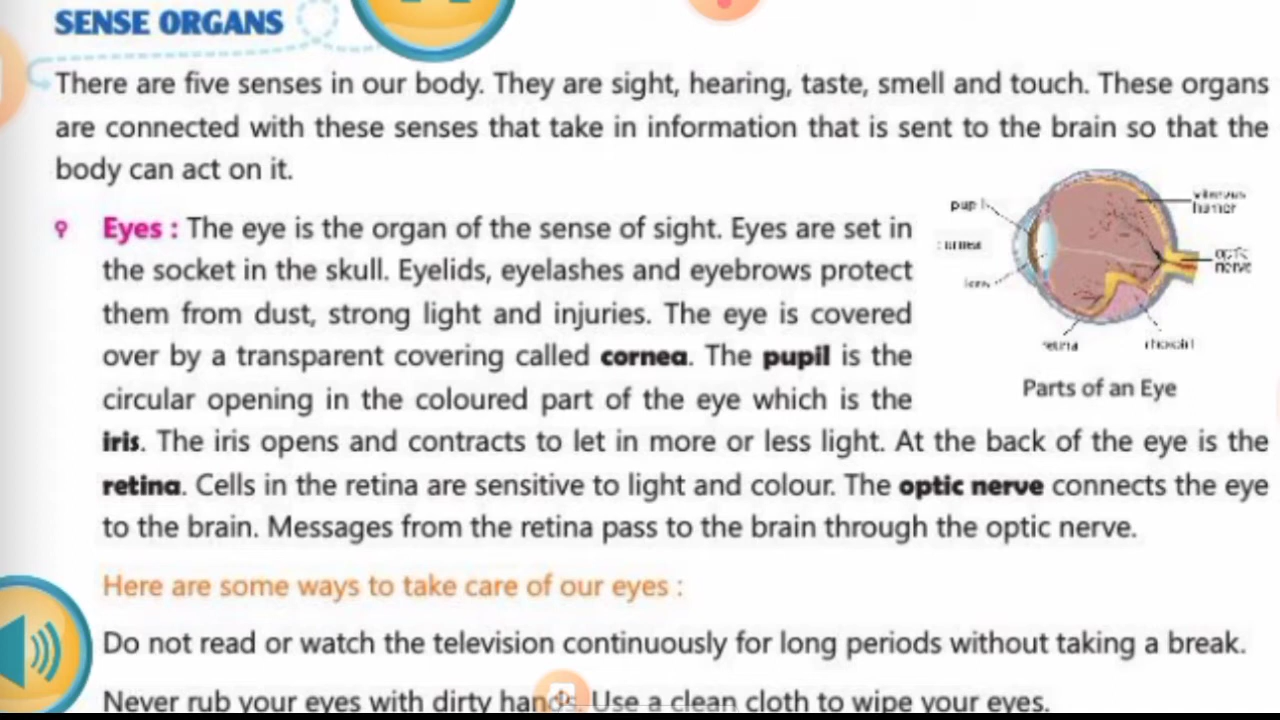 SENSE ORGANS
There are five senses in our body. They are sight, hearing, taste, smell and touch. These organs
are connected with these senses that take in information that is sent to the brain so that the
body can act on it.
Eyes : The eye is the organ of the sense of sight. Eyes are set in
the socket in the skull. Eyelids, eyelashes and eyebrows protect
them from dust, strong light and injuries. The eye is covered
over by a transparent covering called cornea. The pupil is the
circular opening in the coloured part of the eye which is the
iris. The iris opens and contracts to let in more or less light. At the back of the eye is the
retina. Cells in the retina are sensitive to light and colour. The optic nerve connects the eye
to the brain. Messages from the retina pass to the brain through the optic nerve.
pupil
lens
retina
optic
nerve
Parts of an Eye
Here are some ways to take care of our eyes :
Do not read or watch the television continuously for long periods without taking a break.
Never rub your eyes with dirty hands. Use a clean cloth to wipe your eyes.